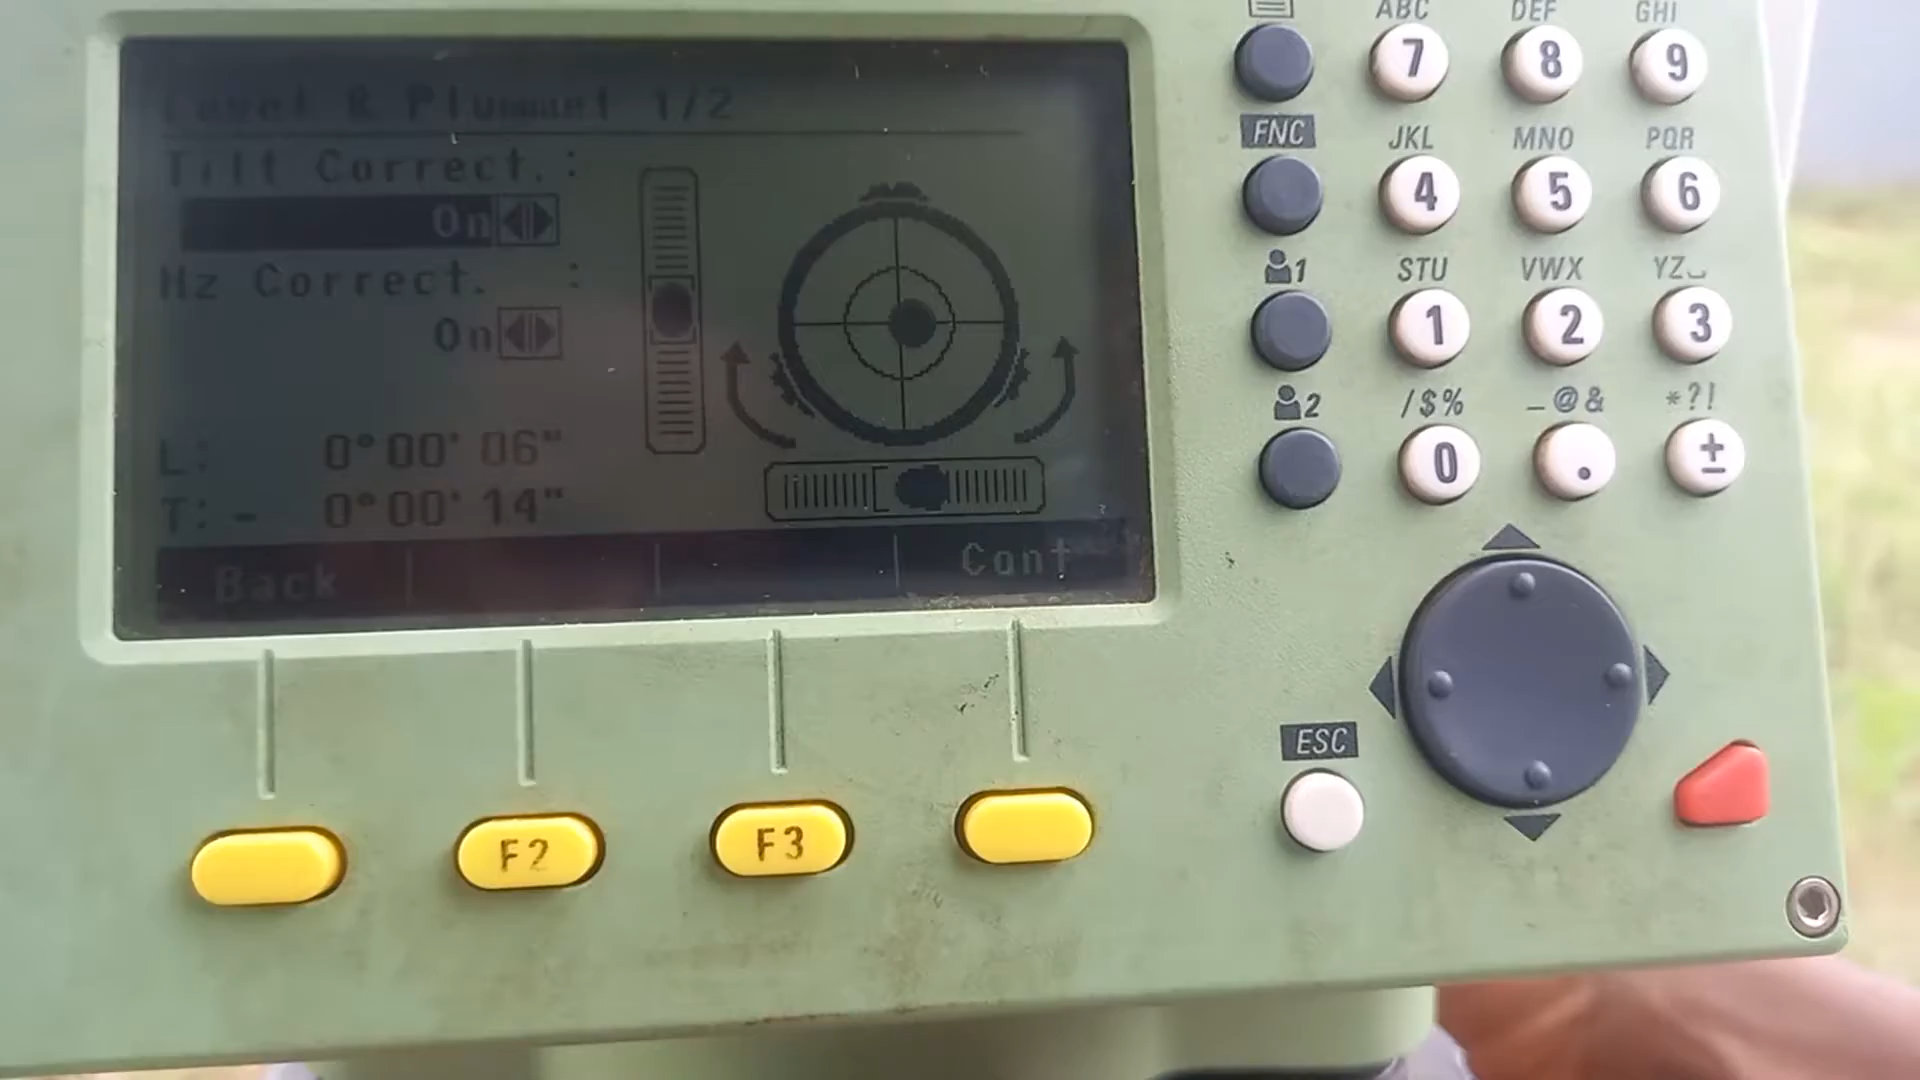 Level & Plummet 1/2
Tilt Correct. :
On
Hz Correct. :
On
L: 0°00'06"
T: - 0°00'14"
Back Cont
F2 F3
ABC DEF GHI
7 8 9
FNC JKL MNO PQR
4 5 6
1 STU VWX YZ⎵
1 2 3
2 /$% _@& *?!
0 . ±
ESC